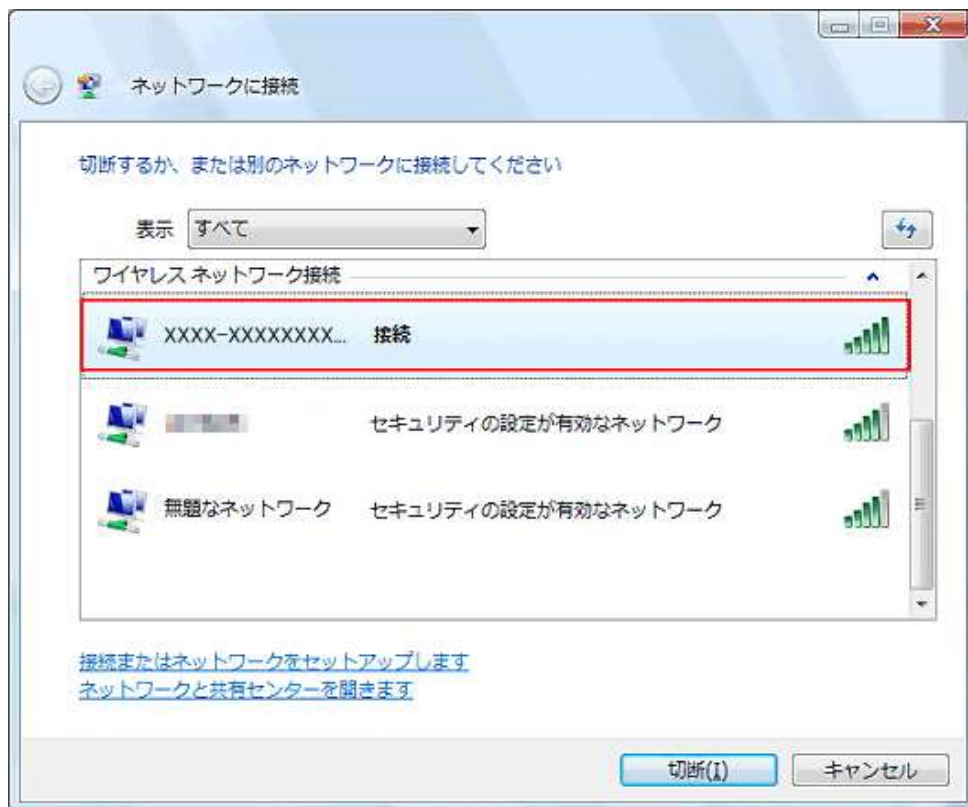 ネットワークに接続
切断するか、または別のネットワークに接続してください
表示 すべて
ワイヤレス ネットワーク接続
XXXX-XXXXXXXX... 接続
セキュリティの設定が有効なネットワーク
無題なネットワーク セキュリティの設定が有効なネットワーク
接続またはネットワークをセットアップします
ネットワークと共有センターを開きます
切断(I) キャンセル